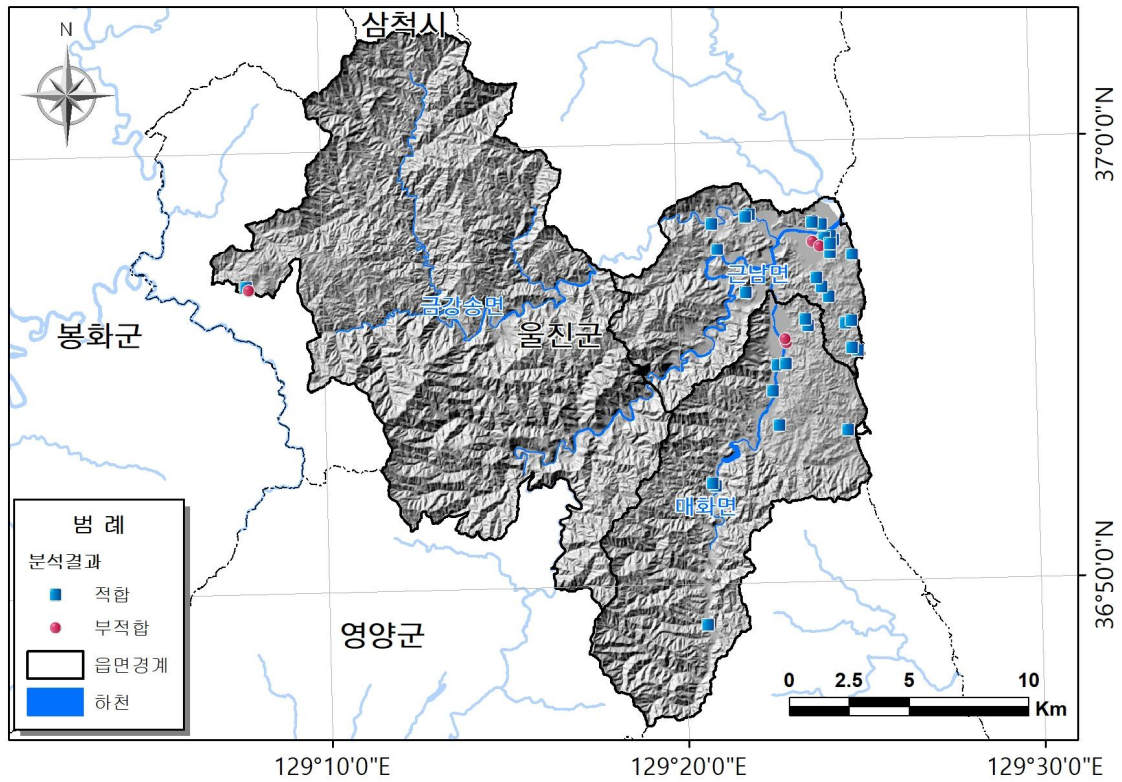 삼척시
N
37°0'0"N
근남면
금강송면
울진군
봉화군
매화면
36°50'0"N
영양군
범 례
분석결과
적합
부적합
읍면경계
하천
0 2.5 5 10
Km
129°10'0"E 129°20'0"E 129°30'0"E